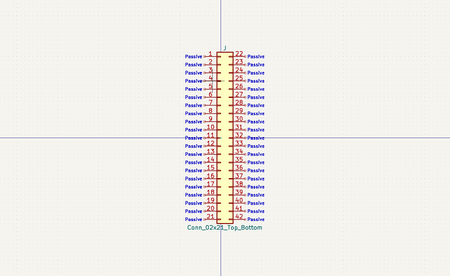 J
Passive 1 22 Passive
Passive 2 23 Passive
Passive 3 24 Passive
Passive 4 25 Passive
Passive 5 26 Passive
Passive 6 27 Passive
Passive 7 28 Passive
Passive 8 29 Passive
Passive 9 30 Passive
Passive 10 31 Passive
Passive 11 32 Passive
Passive 12 33 Passive
Passive 13 34 Passive
Passive 14 35 Passive
Passive 15 36 Passive
Passive 16 37 Passive
Passive 17 38 Passive
Passive 18 39 Passive
Passive 19 40 Passive
Passive 20 41 Passive
Passive 21 42 Passive
Conn_02x21_Top_Bottom